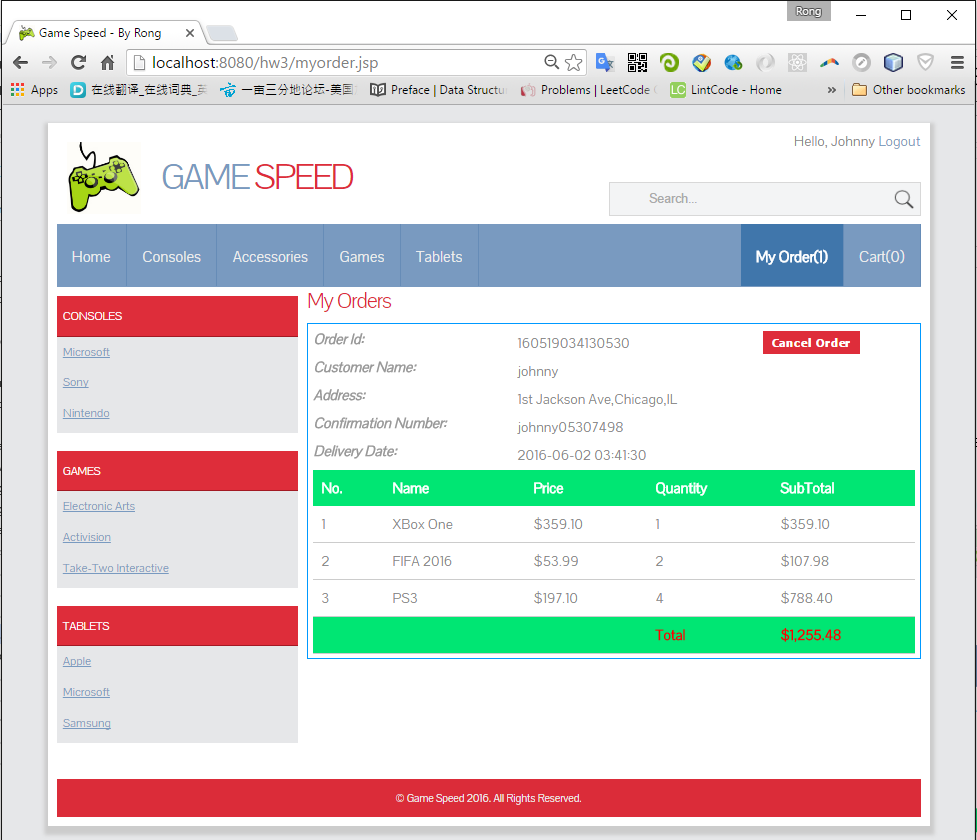 Rong
Game Speed - By Rong
localhost:8080/hw3/myorder.jsp
Apps 在线翻译_在线词典_ 一亩三分地论坛-美国 Preface | Data Structu Problems | LeetCode LintCode - Home » Other bookmarks
Hello, Johnny Logout
GAME SPEED
Search...
Home Consoles Accessories Games Tablets My Order(1) Cart(0)
My Orders
CONSOLES
Microsoft
Sony
Nintendo
GAMES
Electronic Arts
Activision
Take-Two Interactive
TABLETS
Apple
Microsoft
Samsung
Order Id: 160519034130530 Cancel Order
Customer Name: johnny
Address: 1st Jackson Ave,Chicago,IL
Confirmation Number: johnny05307498
Delivery Date: 2016-06-02 03:41:30
No. Name Price Quantity SubTotal
1 XBox One $359.10 1 $359.10
2 FIFA 2016 $53.99 2 $107.98
3 PS3 $197.10 4 $788.40
Total $1,255.48
© Game Speed 2016. All Rights Reserved.